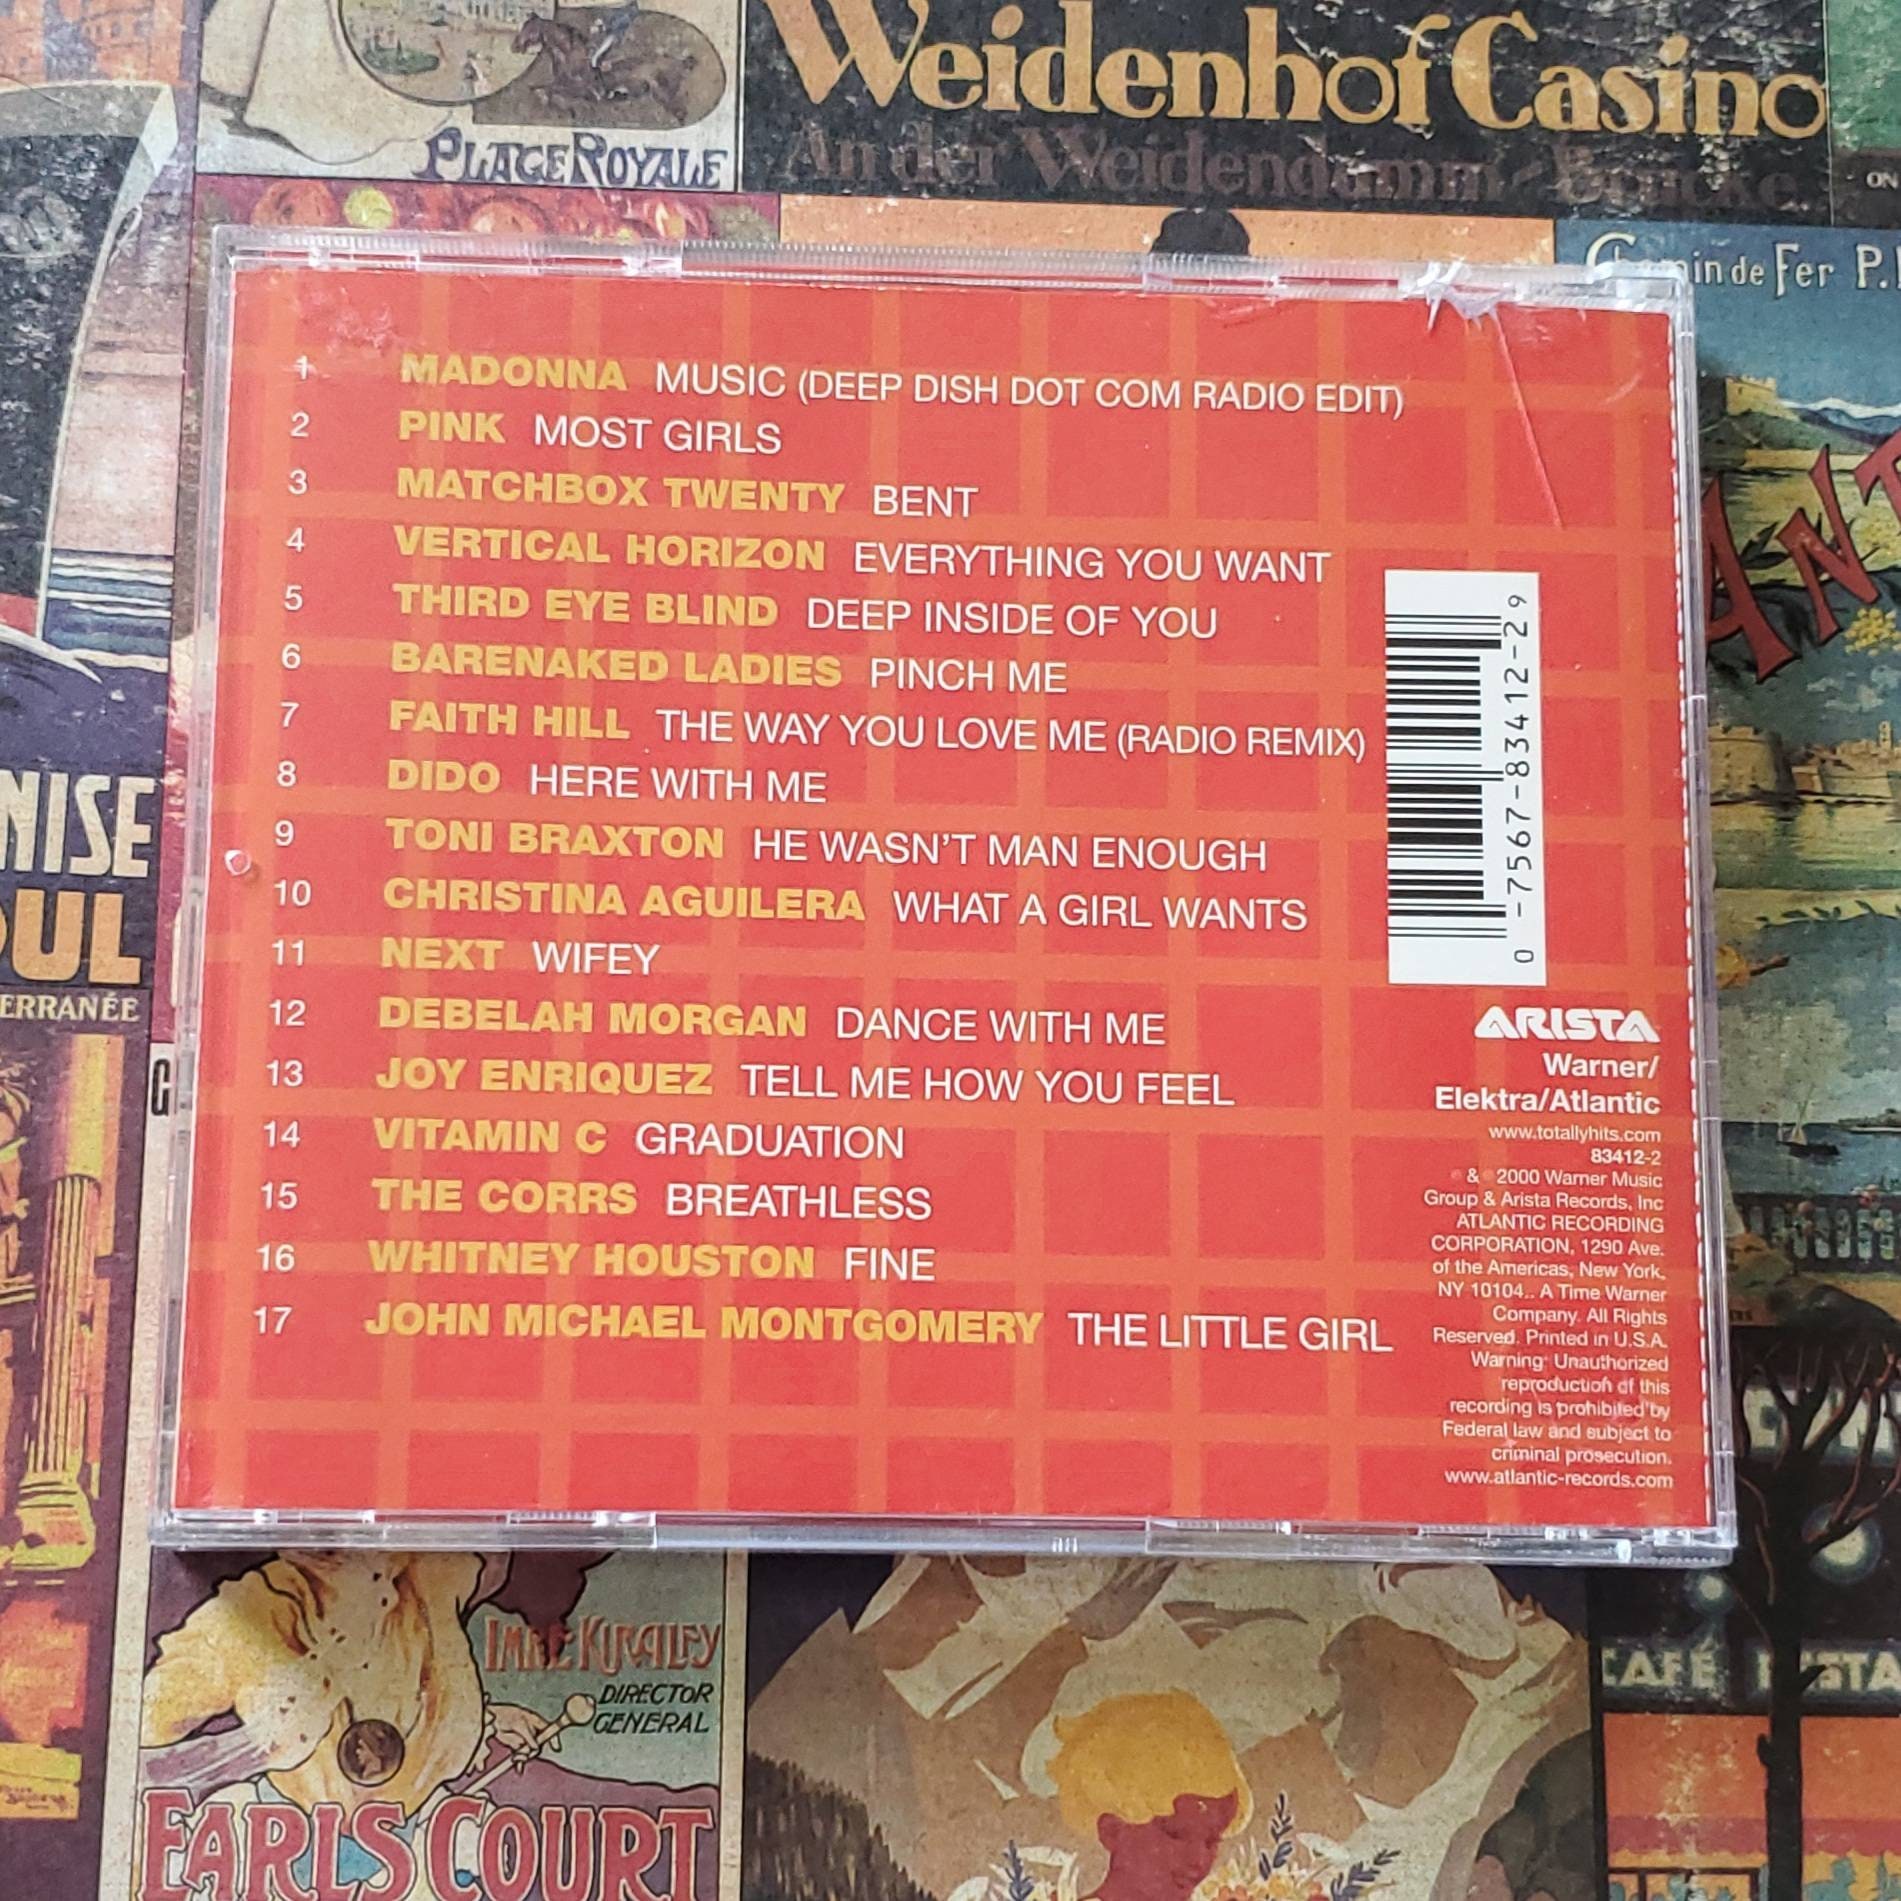 PLACE ROYALE
Weidenhof Casino
An der Weidendamm-Brücke
ON
Chemin de Fer P.
1 MADONNA MUSIC (DEEP DISH DOT COM RADIO EDIT)
2 PINK MOST GIRLS
3 MATCHBOX TWENTY BENT
4 VERTICAL HORIZON EVERYTHING YOU WANT
5 THIRD EYE BLIND DEEP INSIDE OF YOU
6 BARENAKED LADIES PINCH ME
7 FAITH HILL THE WAY YOU LOVE ME (RADIO REMIX)
8 DIDO HERE WITH ME
9 TONI BRAXTON HE WASN'T MAN ENOUGH
10 CHRISTINA AGUILERA WHAT A GIRL WANTS
11 NEXT WIFEY
12 DEBELAH MORGAN DANCE WITH ME
13 JOY ENRIQUEZ TELL ME HOW YOU FEEL
14 VITAMIN C GRADUATION
15 THE CORRS BREATHLESS
16 WHITNEY HOUSTON FINE
17 JOHN MICHAEL MONTGOMERY THE LITTLE GIRL
0-7567-83412-29
ARISTA
Warner/
Elektra/Atlantic
www.totallyhits.com
83412-2
℗ & © 2000 Warner Music
Group & Arista Records, Inc
ATLANTIC RECORDING
CORPORATION, 1290 Ave.
of the Americas, New York,
NY 10104.. A Time Warner
Company. All Rights
Reserved. Printed in U.S.A.
Warning: Unauthorized
reproduction of this
recording is prohibited by
Federal law and subject to
criminal prosecution.
www.atlantic-records.com
ANT
NISE
OUL
ERRANÉE
G
IMRE KIRALFY
DIRECTOR
GENERAL
EARLS COURT
CAFÉ